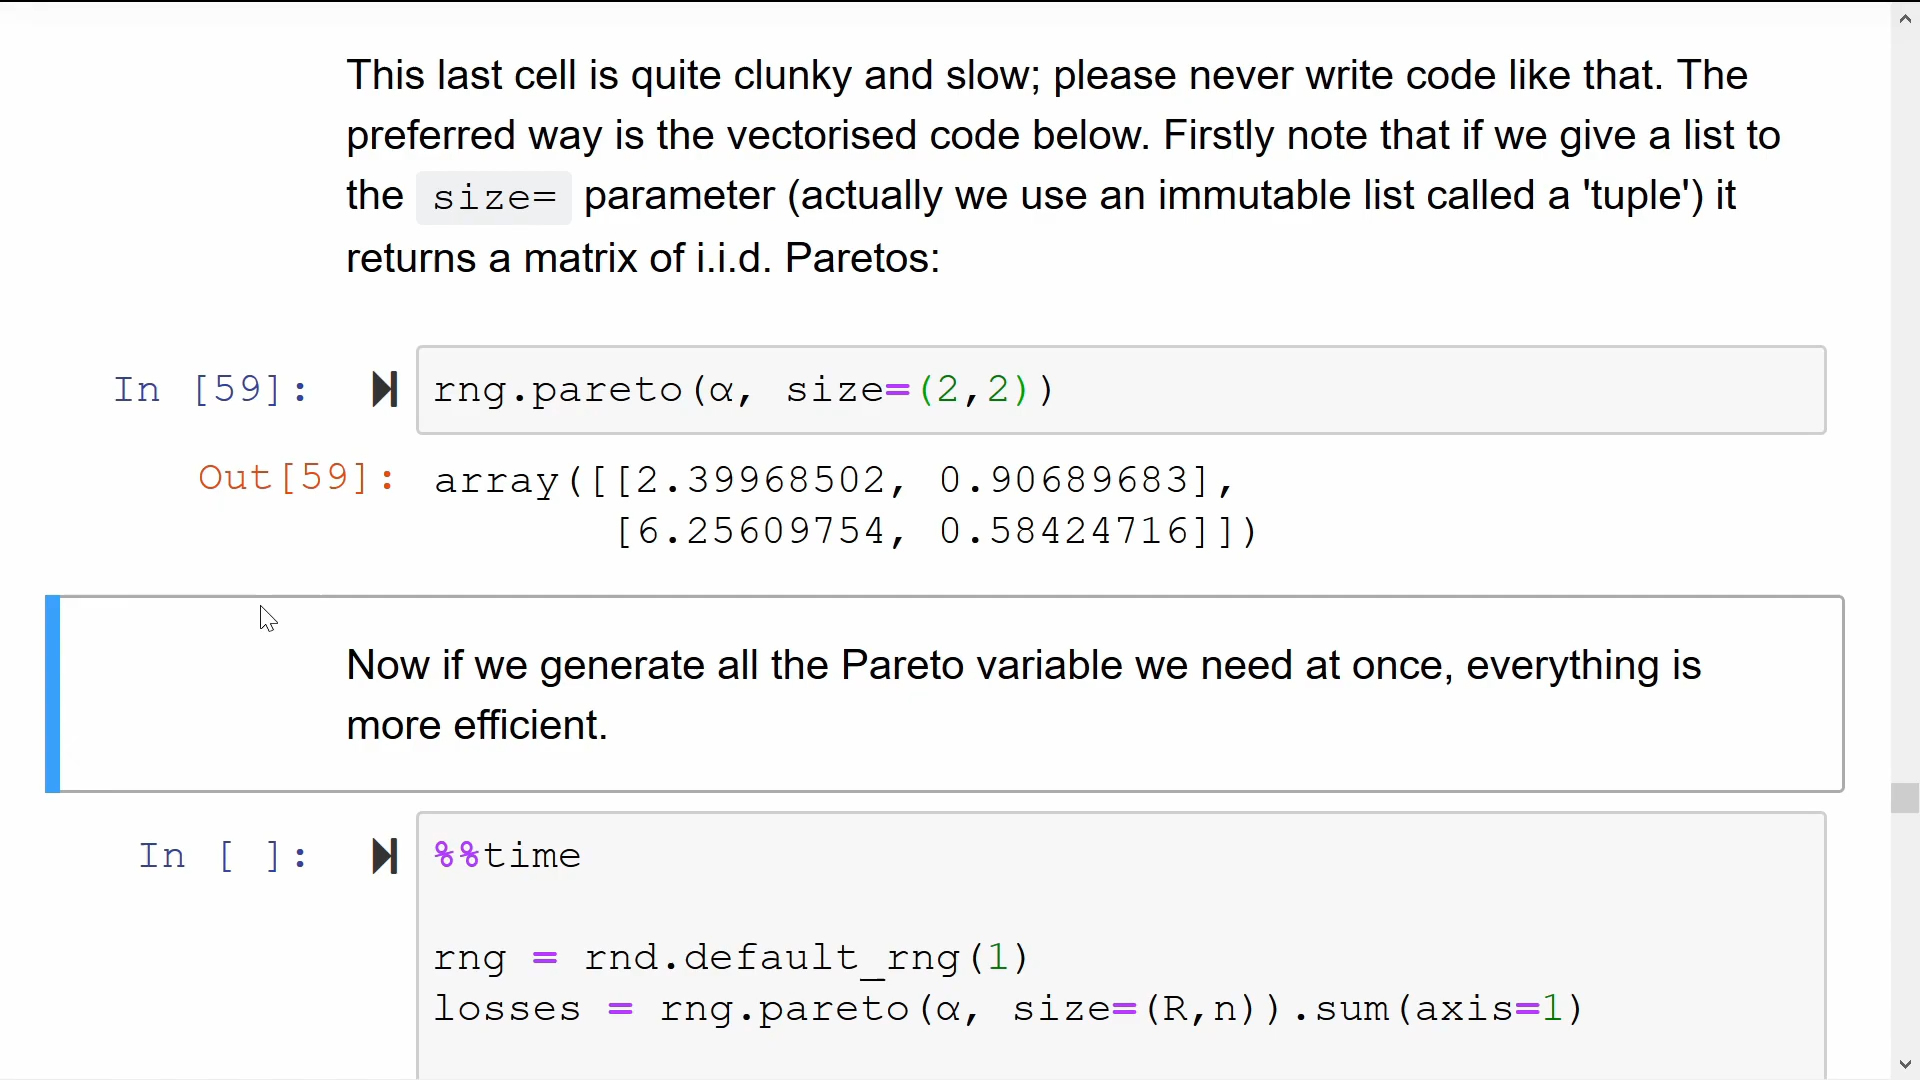 This last cell is quite clunky and slow; please never write code like that. The
preferred way is the vectorised code below. Firstly note that if we give a list to
the size= parameter (actually we use an immutable list called a 'tuple') it
returns a matrix of i.i.d. Paretos:
In [59]: rng.pareto(α, size=(2,2))
Out[59]: array([[2.39968502, 0.90689683],
[6.25609754, 0.58424716]])
Now if we generate all the Pareto variable we need at once, everything is
more efficient.
In [ ]: %%time
rng = rnd.default_rng(1)
losses = rng.pareto(α, size=(R,n)).sum(axis=1)